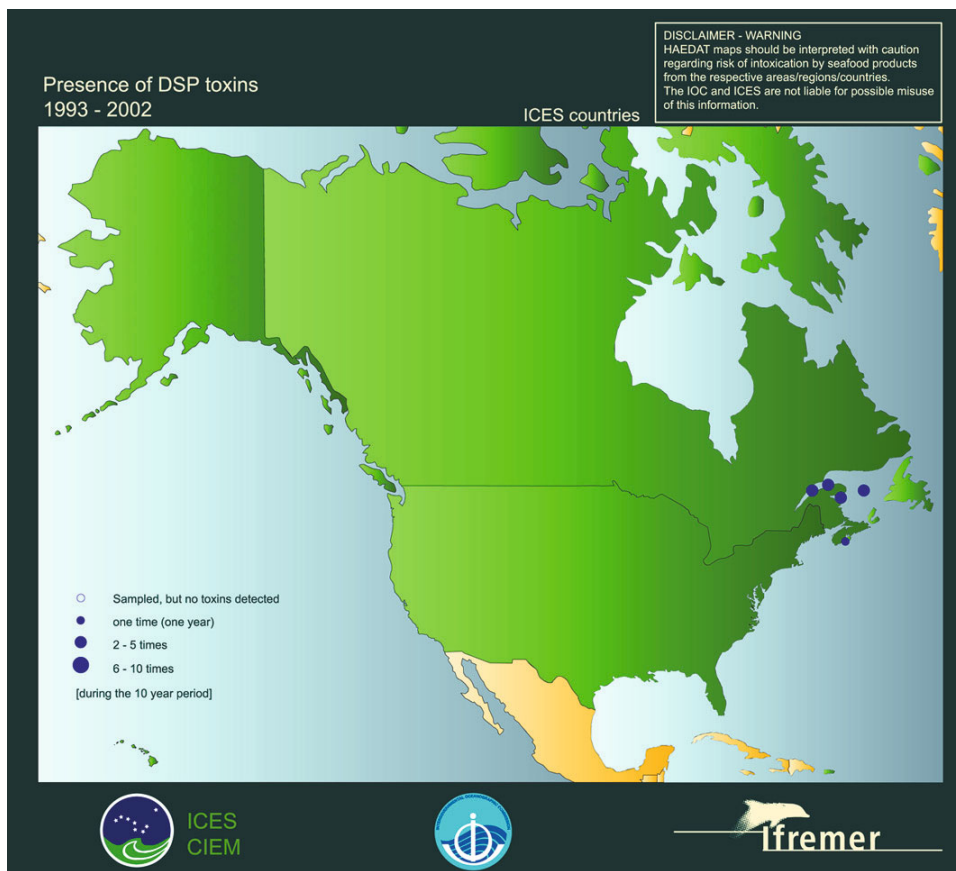 DISCLAIMER - WARNING
HAEDAT maps should be interpreted with caution
regarding risk of intoxication by seafood products
from the respective areas/regions/countries.
The IOC and ICES are not liable for possible misuse
of this information.
Presence of DSP toxins
1993 - 2002
ICES countries
Sampled, but no toxins detected
one time (one year)
2 - 5 times
6 - 10 times
[during the 10 year period]
ICES
CIEM
Ifremer